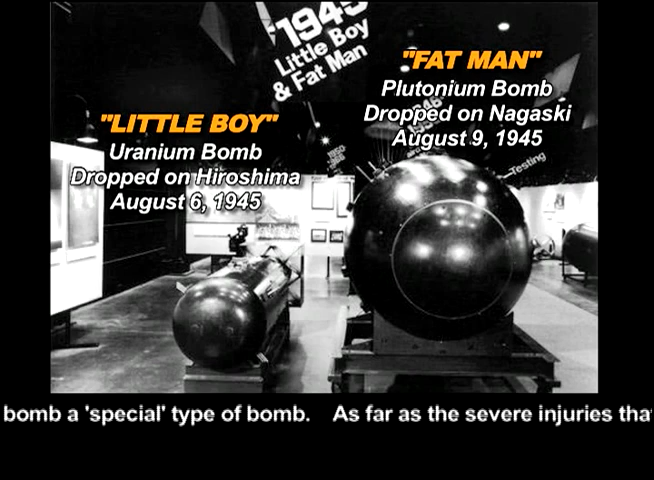 1945
Little Boy
& Fat Man
"FAT MAN"
Plutonium Bomb
Dropped on Nagaski
August 9, 1945
"LITTLE BOY"
Uranium Bomb
Dropped on Hiroshima
August 6, 1945
Testing
bomb a 'special' type of bomb. As far as the severe injuries tha